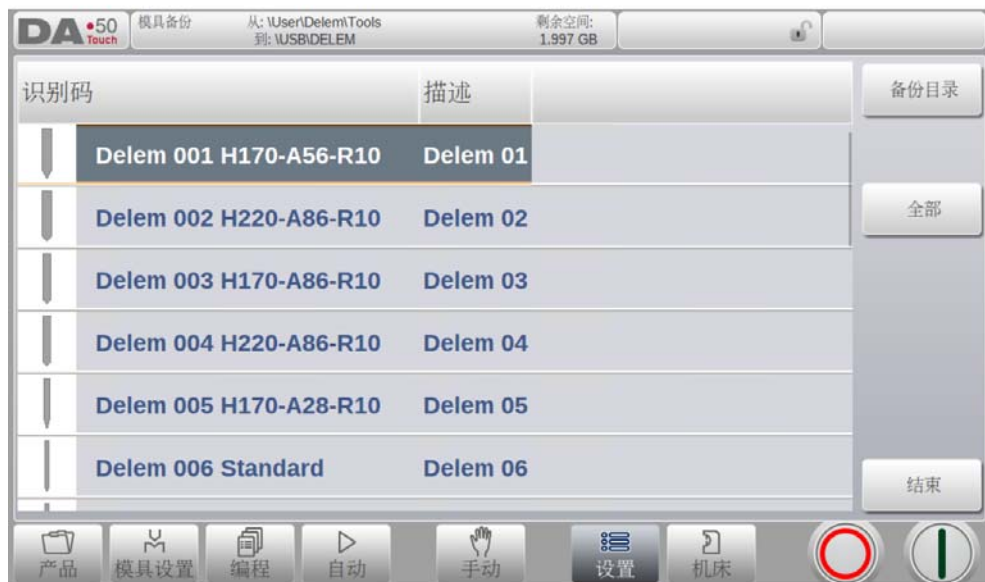 DA•50 Touch
模具备份
从: \User\Delem\Tools
到: \USB\DELEM
剩余空间:
1.997 GB
识别码 描述
备份目录
Delem 001 H170-A56-R10 Delem 01
Delem 002 H220-A86-R10 Delem 02
全部
Delem 003 H170-A86-R10 Delem 03
Delem 004 H220-A86-R10 Delem 04
Delem 005 H170-A28-R10 Delem 05
Delem 006 Standard Delem 06
结束
产品 模具设置 编程 自动 手动 设置 机床